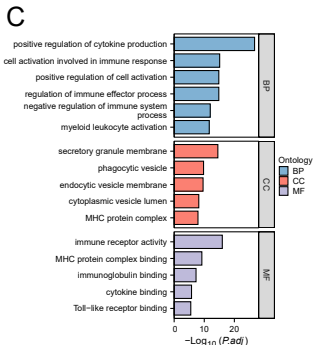 C
positive regulation of cytokine production
cell activation involved in immune response
positive regulation of cell activation
regulation of immune effector process
negative regulation of immune system
process
myeloid leukocyte activation
BP
secretory granule membrane
phagocytic vesicle
endocytic vesicle membrane
cytoplasmic vesicle lumen
MHC protein complex
CC
immune receptor activity
MHC protein complex binding
immunoglobulin binding
cytokine binding
Toll−like receptor binding
MF
0 10 20
−Log10 (P.adj)
Ontology
BP
CC
MF